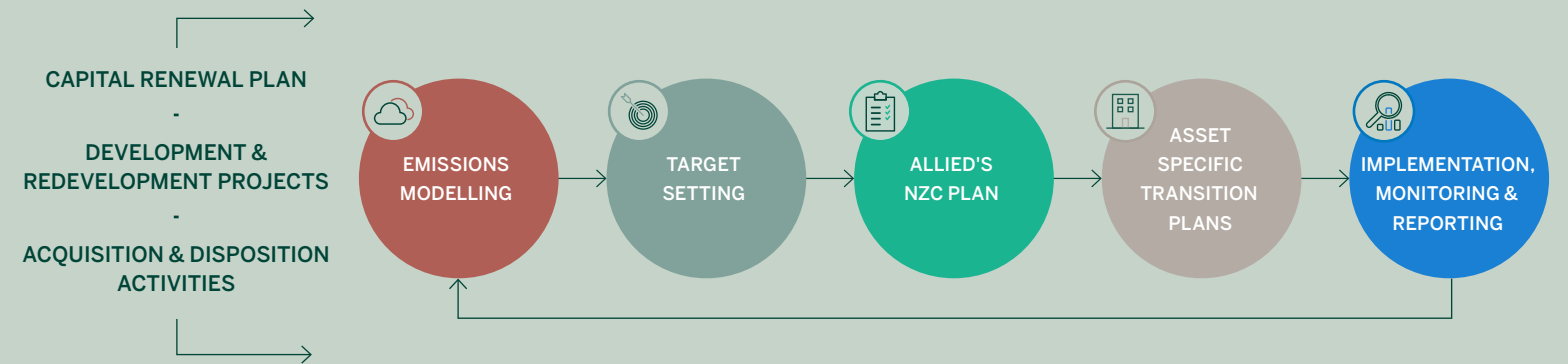 CAPITAL RENEWAL PLAN
-
DEVELOPMENT &
REDEVELOPMENT PROJECTS
-
ACQUISITION & DISPOSITION
ACTIVITIES
EMISSIONS
MODELLING
TARGET
SETTING
ALLIED'S
NZC PLAN
ASSET
SPECIFIC
TRANSITION
PLANS
IMPLEMENTATION,
MONITORING &
REPORTING